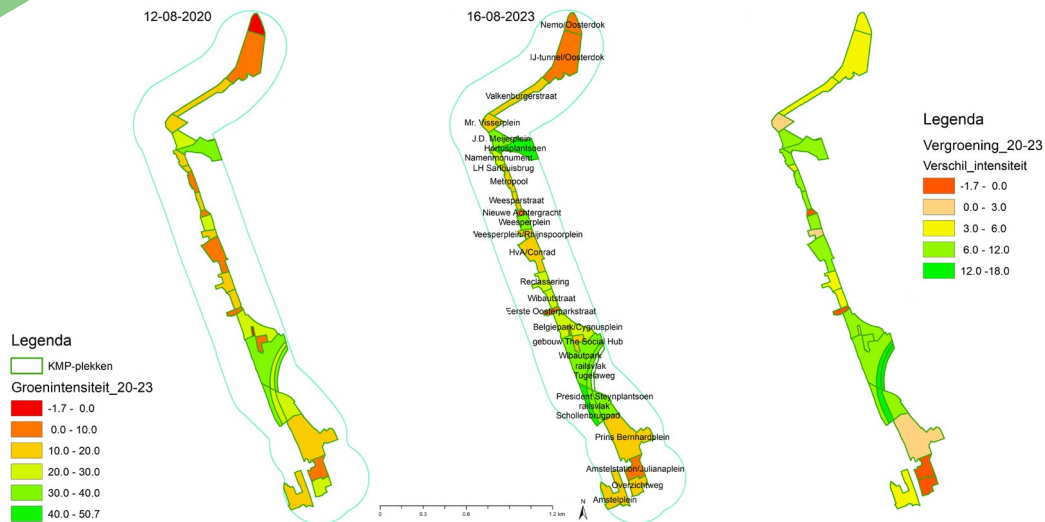 12-08-2020
16-08-2023
Nemo/Oosterdok
IJ-tunnel/Oosterdok
Valkenburgerstraat
Mr. Visserplein
J.D. Meijerplein
Hortusplantsoen
Namenmonument
LH Sarlouisbrug
Metropool
Weesperstraat
Nieuwe Achtergracht
Weesperplein
Weesperplein/Rhijnspoorplein
HvA/Conrad
Reclassering
Wibautstraat
Eerste Oosterparkstraat
Belgiepark/Cygnusplein
gebouw The Social Hub
Wibautpark
railsvlak
Tugelaweg
President Steynplantsoen
railsvlak
Schollenbrugpad
Prins Bernhardplein
Amstelstation/Julianaplein
Overzichtweg
Amstelplein
0 0.3 0.6 1.2 km
N
Legenda
KMP-plekken
Groenintensiteit_20-23
-1.7 - 0.0
0.0 - 10.0
10.0 - 20.0
20.0 - 30.0
30.0 - 40.0
40.0 - 50.7
Legenda
Vergroening_20-23
Verschil_intensiteit
-1.7 - 0.0
0.0 - 3.0
3.0 - 6.0
6.0 - 12.0
12.0 -18.0